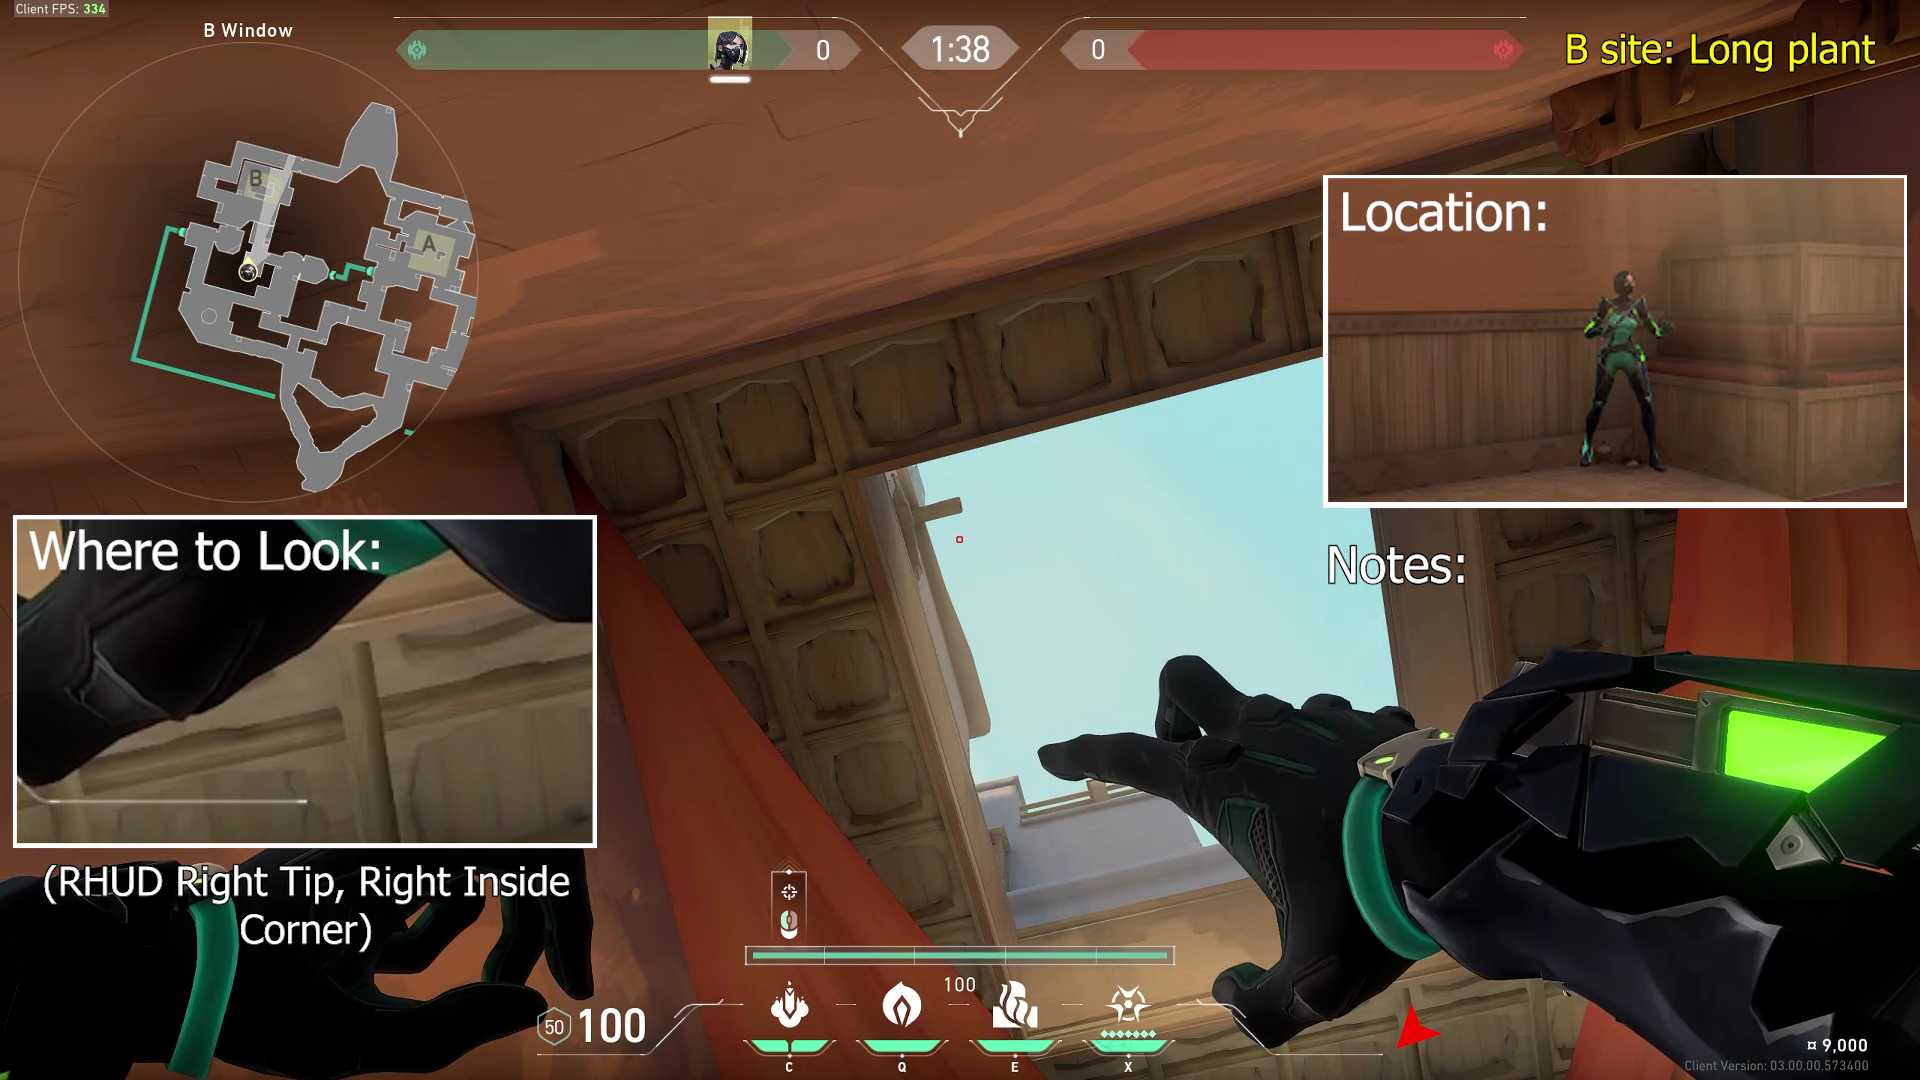 Client FPS: 334
B Window
0
1:38
0
B site: Long plant
B
A
Location:
Where to Look:
Notes:
(RHUD Right Tip, Right Inside
Corner)
100
50
100
C
Q
E
X
¤ 9,000
Client Version: 03.00.00.573400